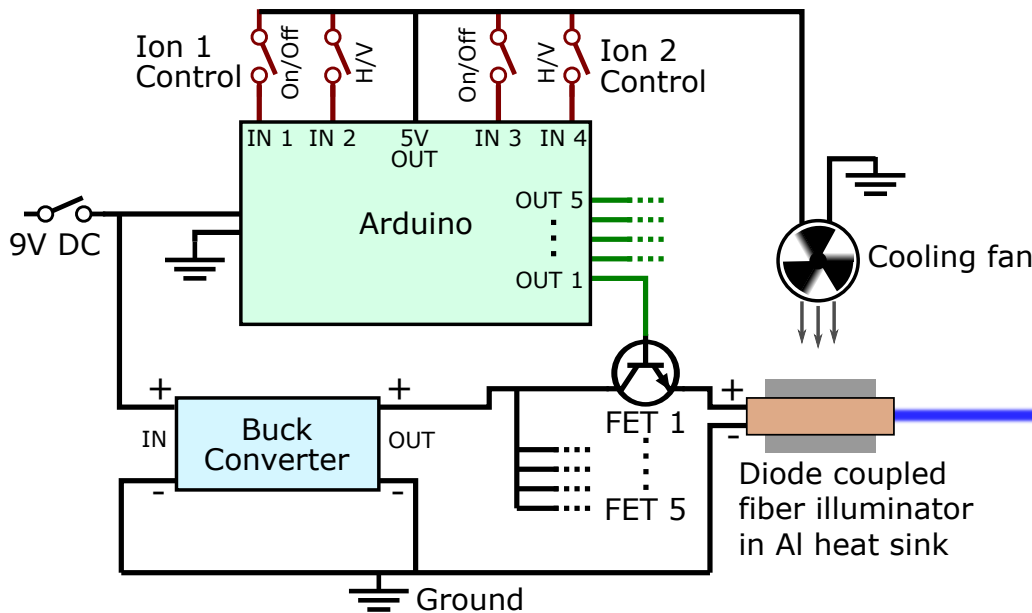 Ion 1
Control
On/Off
H/V
On/Off
H/V
Ion 2
Control
IN 1
IN 2
5V
OUT
IN 3
IN 4
9V DC
Arduino
OUT 5
OUT 1
Cooling fan
+
+
IN
Buck
Converter
OUT
-
-
FET 1
FET 5
+
-
Diode coupled
fiber illuminator
in Al heat sink
Ground